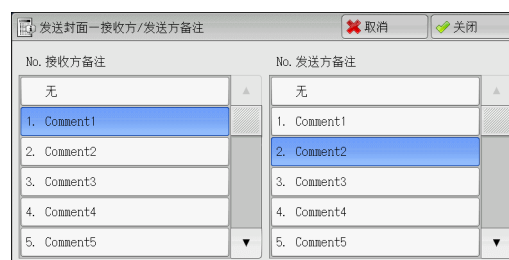 发送封面－接收方/发送方备注
取消
关闭
No. 接收方备注
无
1. Comment1
2. Comment2
3. Comment3
4. Comment4
5. Comment5
No. 发送方备注
无
1. Comment1
2. Comment2
3. Comment3
4. Comment4
5. Comment5